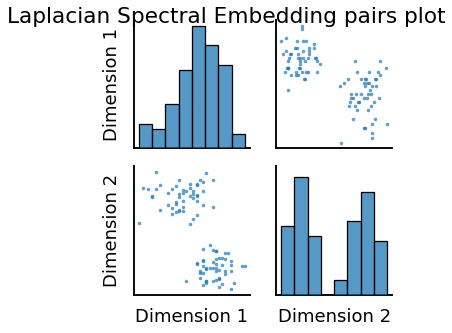 Laplacian Spectral Embedding pairs plot
Dimension 1
Dimension 2
Dimension 1
Dimension 2